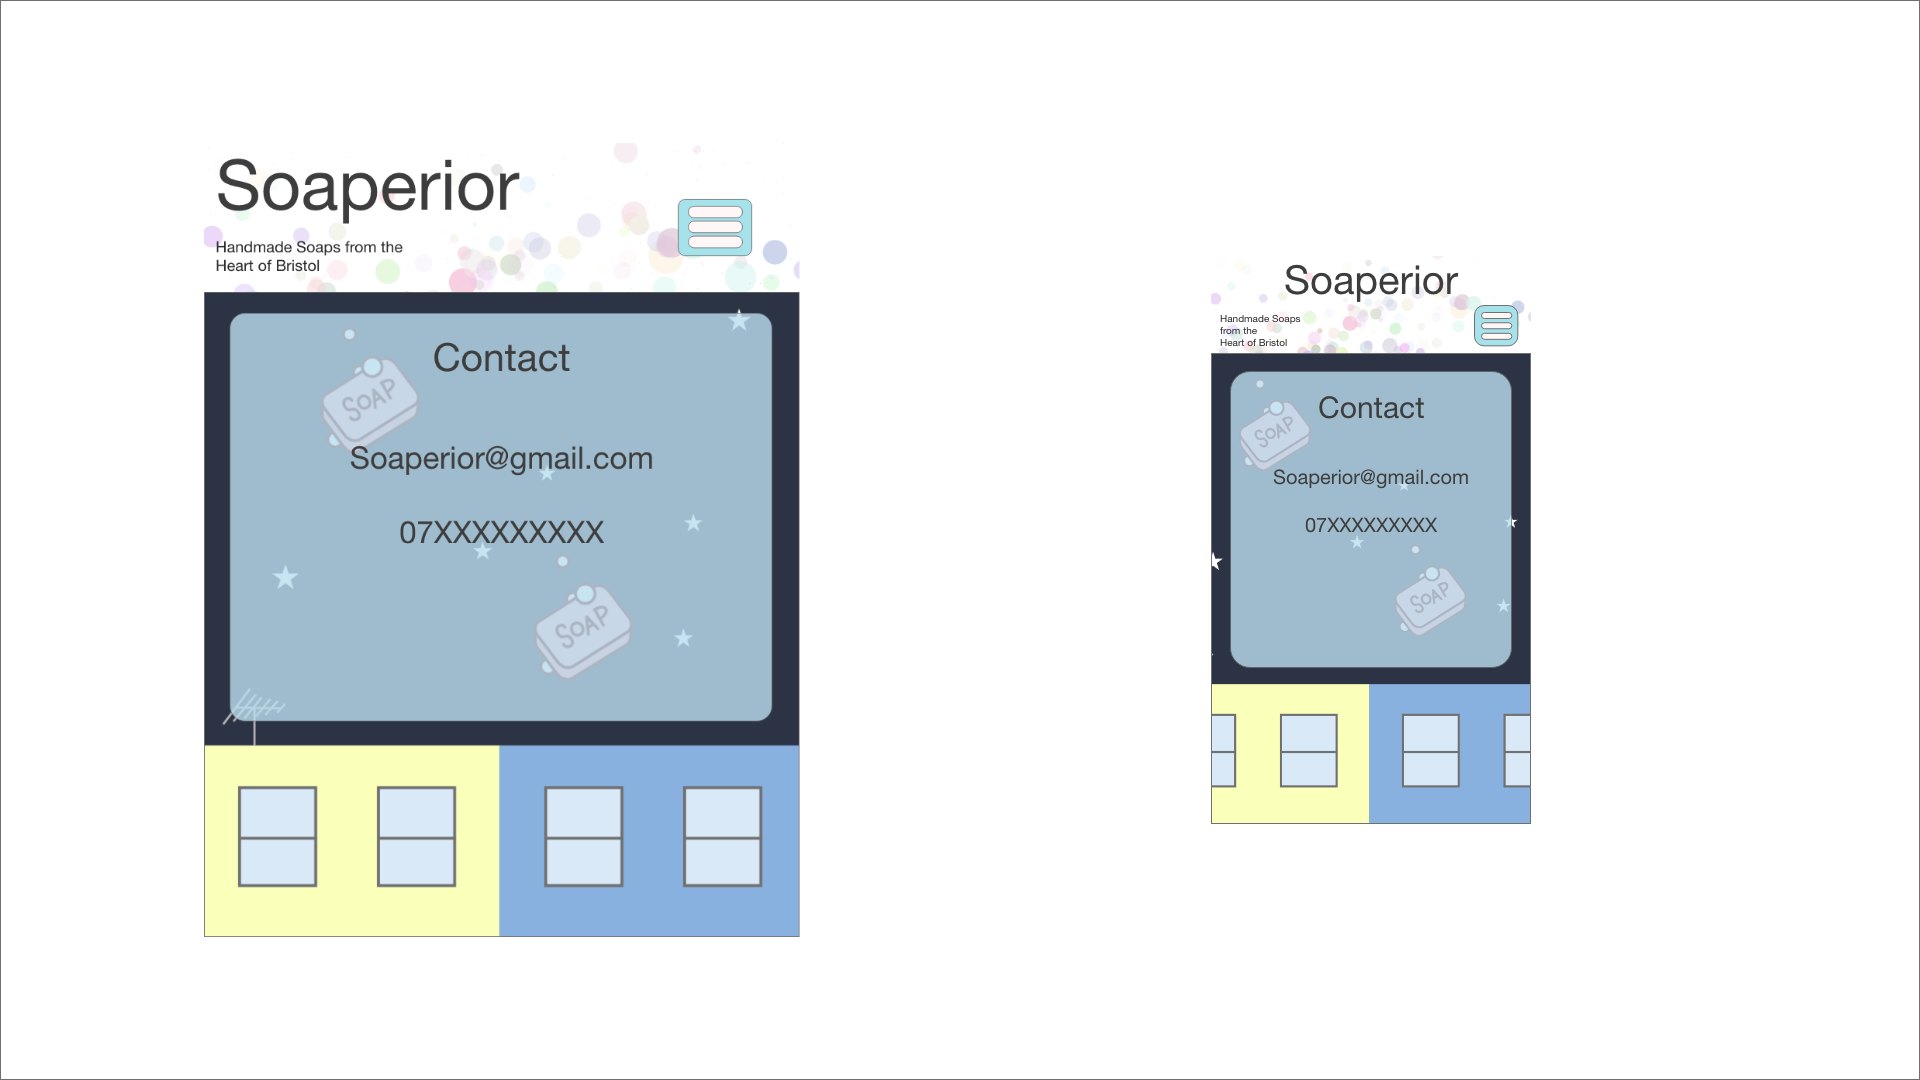 Soaperior
Handmade Soaps from the
Heart of Bristol
Contact
SOAP
Soaperior@gmail.com
07XXXXXXXXX
SOAP
Soaperior
Handmade Soaps
from the
Heart of Bristol
Contact
SOAP
Soaperior@gmail.com
07XXXXXXXXX
SOAP